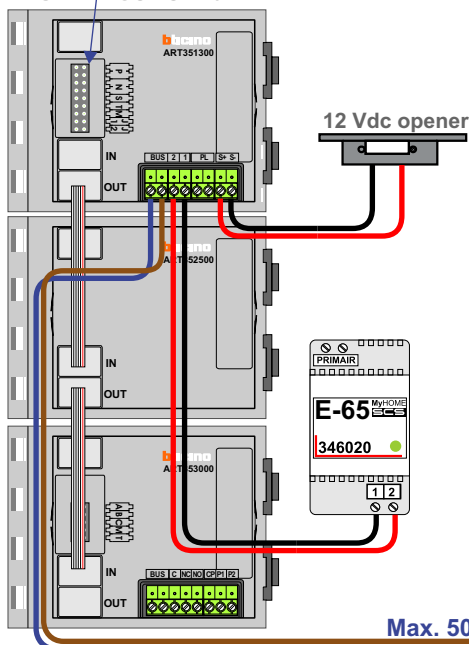 bticino
ART351300
P N S T M J1 J2
IN
OUT
BUS 2 1 PL S+ S-
12 Vdc opener
bticino
ART352500
IN
OUT
PRIMAIR
E-65 MyHOME
SCS
346020
1 2
bticino
ART353000
A B C M T
IN
OUT
BUS C NC NO CP P1 P2
Max. 50